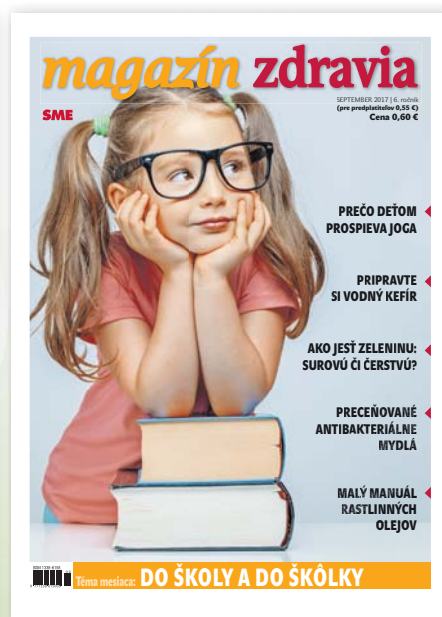 magazín zdravia
SME
SEPTEMBER 2017 | 6. ročník
(pre predplatiteľov 0,55 €)
Cena 0,60 €
PREČO DEŤOM
PROSPIEVA JOGA
PRIPRAVTE
SI VODNÝ KEFÍR
AKO JESŤ ZELENINU:
SUROVÚ ČI ČERSTVÚ?
PRECEŇOVANÉ
ANTIBAKTERIÁLNE
MYDLÁ
MALÝ MANUÁL
RASTLINNÝCH
OLEJOV
Téma mesiaca: DO ŠKOLY A DO ŠKÔLKY